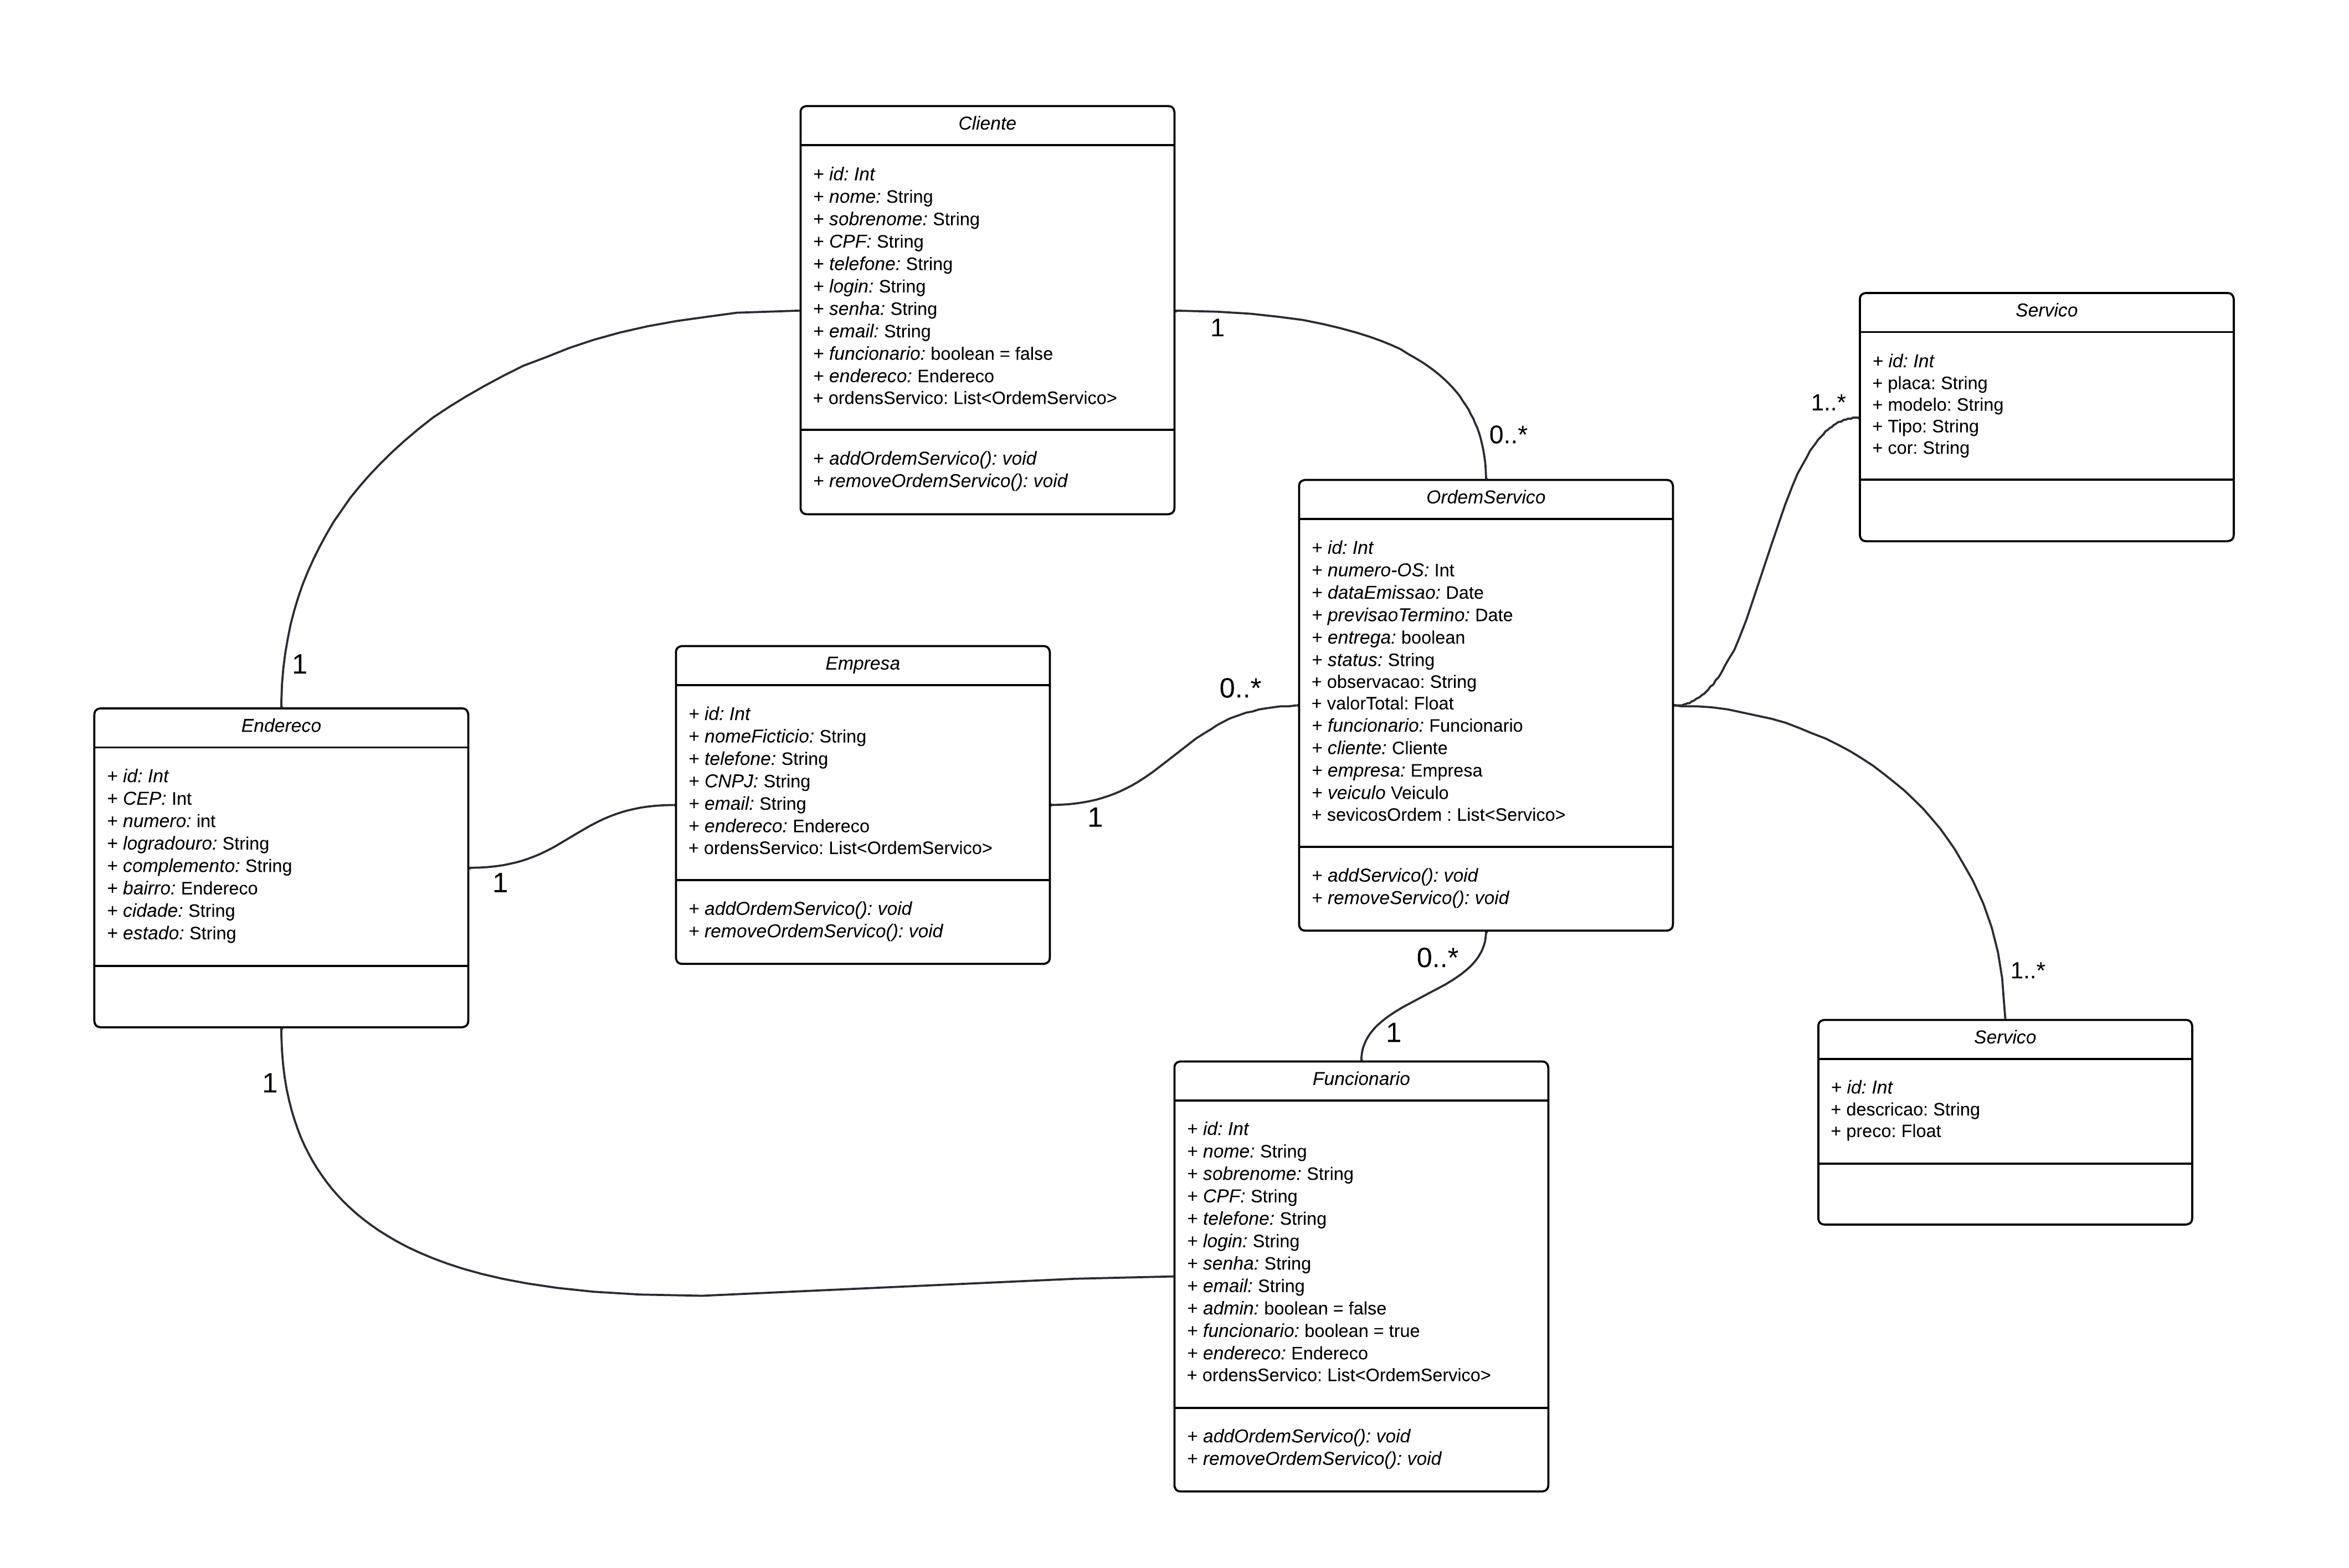 Cliente
+ id: Int
+ nome: String
+ sobrenome: String
+ CPF: String
+ telefone: String
+ login: String
+ senha: String
+ email: String
+ funcionario: boolean = false
+ endereco: Endereco
+ ordensServico: List<OrdemServico>
+ addOrdemServico(): void
+ removeOrdemServico(): void
1
0..*
1
Servico
+ id: Int
+ placa: String
+ modelo: String
+ Tipo: String
+ cor: String
1..*
OrdemServico
+ id: Int
+ numero-OS: Int
+ dataEmissao: Date
+ previsaoTermino: Date
+ entrega: boolean
+ status: String
+ observacao: String
+ valorTotal: Float
+ funcionario: Funcionario
+ cliente: Cliente
+ empresa: Empresa
+ veiculo Veiculo
+ sevicosOrdem : List<Servico>
+ addServico(): void
+ removeServico(): void
Empresa
+ id: Int
+ nomeFicticio: String
+ telefone: String
+ CNPJ: String
+ email: String
+ endereco: Endereco
+ ordensServico: List<OrdemServico>
+ addOrdemServico(): void
+ removeOrdemServico(): void
0..*
1
Endereco
+ id: Int
+ CEP: Int
+ numero: int
+ logradouro: String
+ complemento: String
+ bairro: Endereco
+ cidade: String
+ estado: String
1
1
0..*
1
1..*
Servico
+ id: Int
+ descricao: String
+ preco: Float
Funcionario
+ id: Int
+ nome: String
+ sobrenome: String
+ CPF: String
+ telefone: String
+ login: String
+ senha: String
+ email: String
+ admin: boolean = false
+ funcionario: boolean = true
+ endereco: Endereco
+ ordensServico: List<OrdemServico>
+ addOrdemServico(): void
+ removeOrdemServico(): void